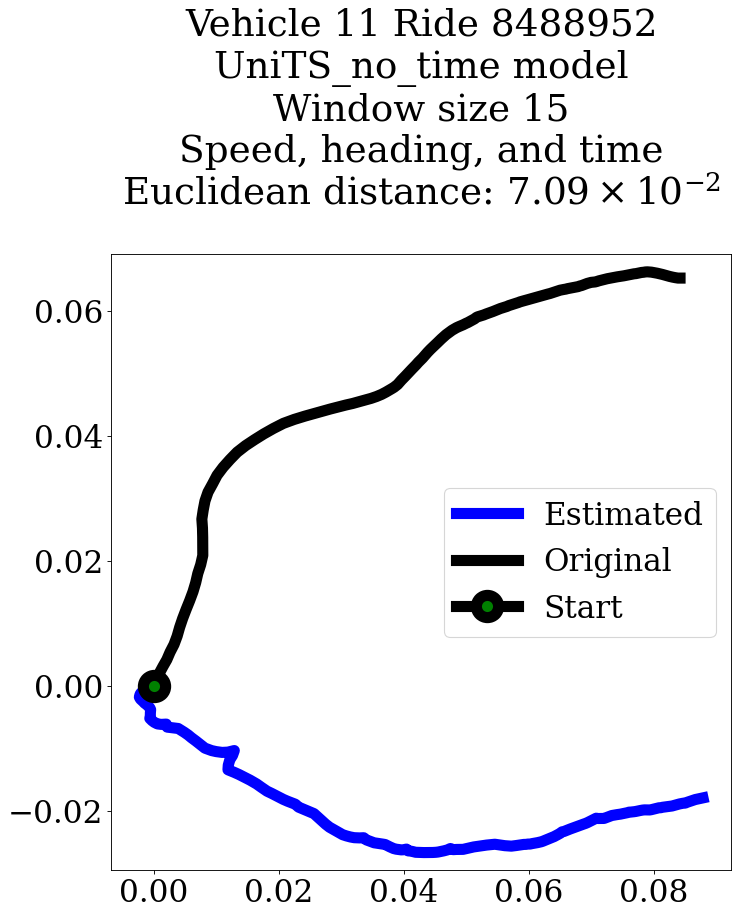 Vehicle 11 Ride 8488952
UniTS_no_time model
Window size 15
Speed, heading, and time
Euclidean distance: 7.09 × 10⁻²
0.06
0.04
0.02
0.00
−0.02
Estimated
Original
Start
0.00 0.02 0.04 0.06 0.08